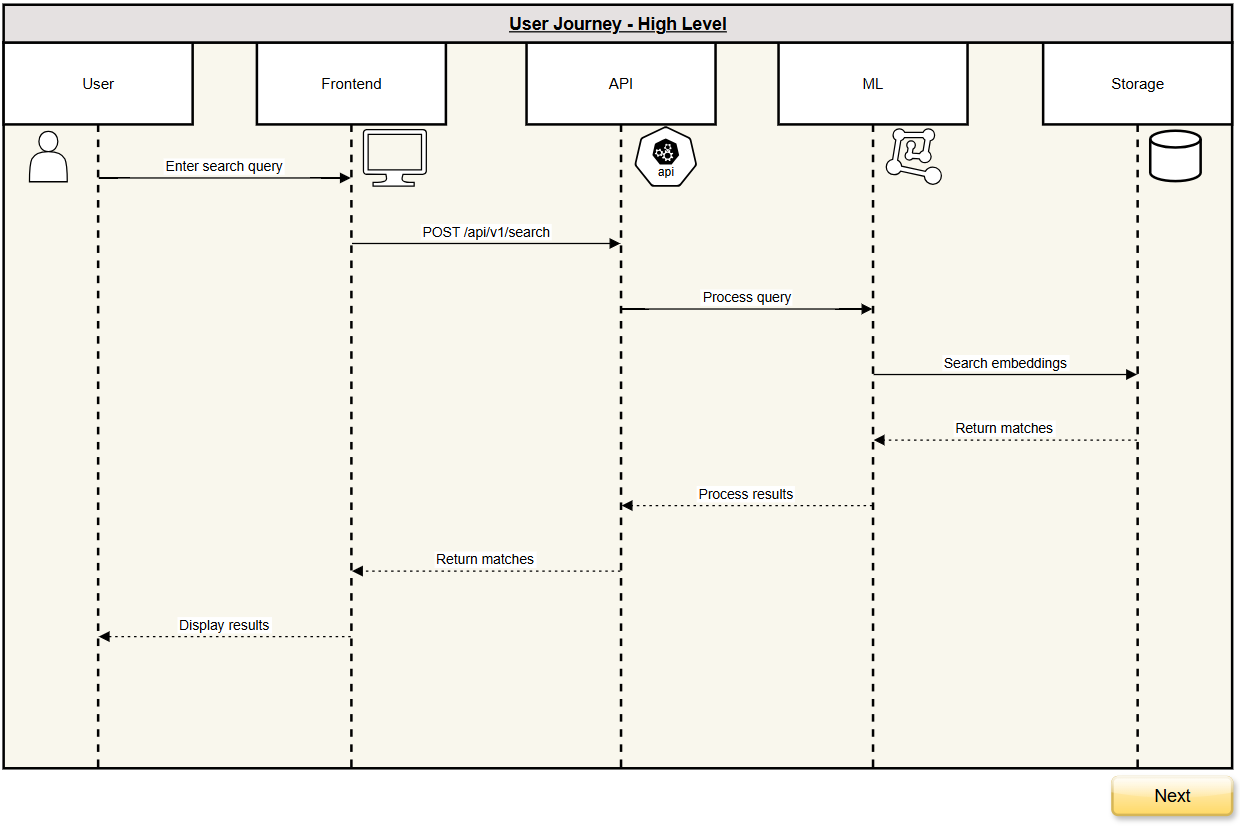 User Journey - High Level
User
Frontend
API
ML
Storage
api
Enter search query
POST /api/v1/search
Process query
Search embeddings
Return matches
Process results
Return matches
Display results
Next